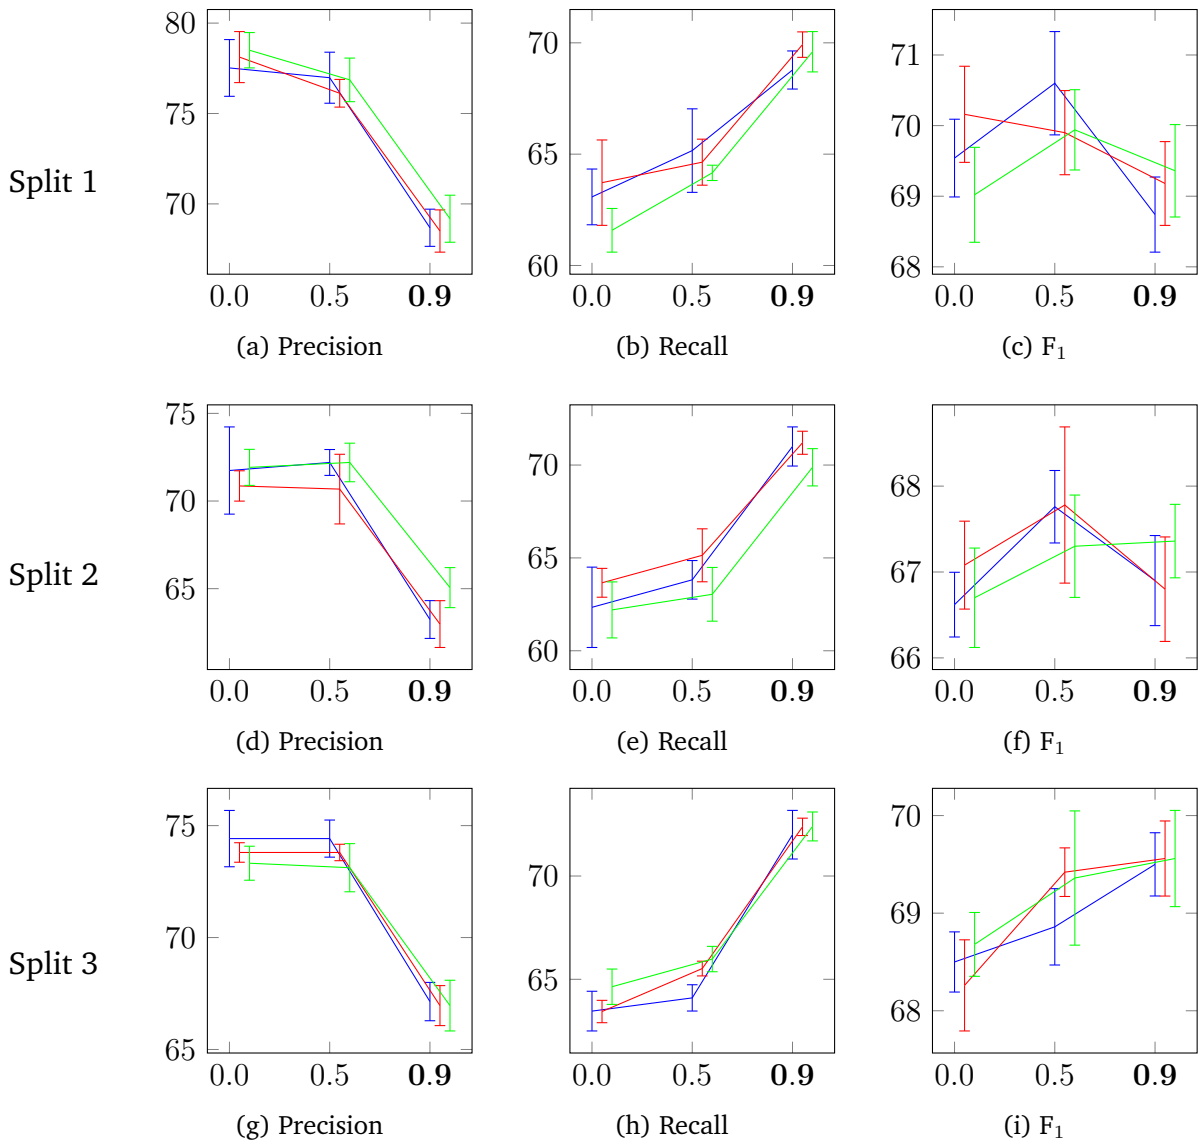 80
75
70
0.0 0.5 0.9
(a) Precision
70
65
60
0.0 0.5 0.9
(b) Recall
71
70
69
68
0.0 0.5 0.9
(c) F₁
Split 1
75
70
65
0.0 0.5 0.9
(d) Precision
70
65
60
0.0 0.5 0.9
(e) Recall
68
67
66
0.0 0.5 0.9
(f) F₁
Split 2
75
70
65
0.0 0.5 0.9
(g) Precision
70
65
0.0 0.5 0.9
(h) Recall
70
69
68
0.0 0.5 0.9
(i) F₁
Split 3